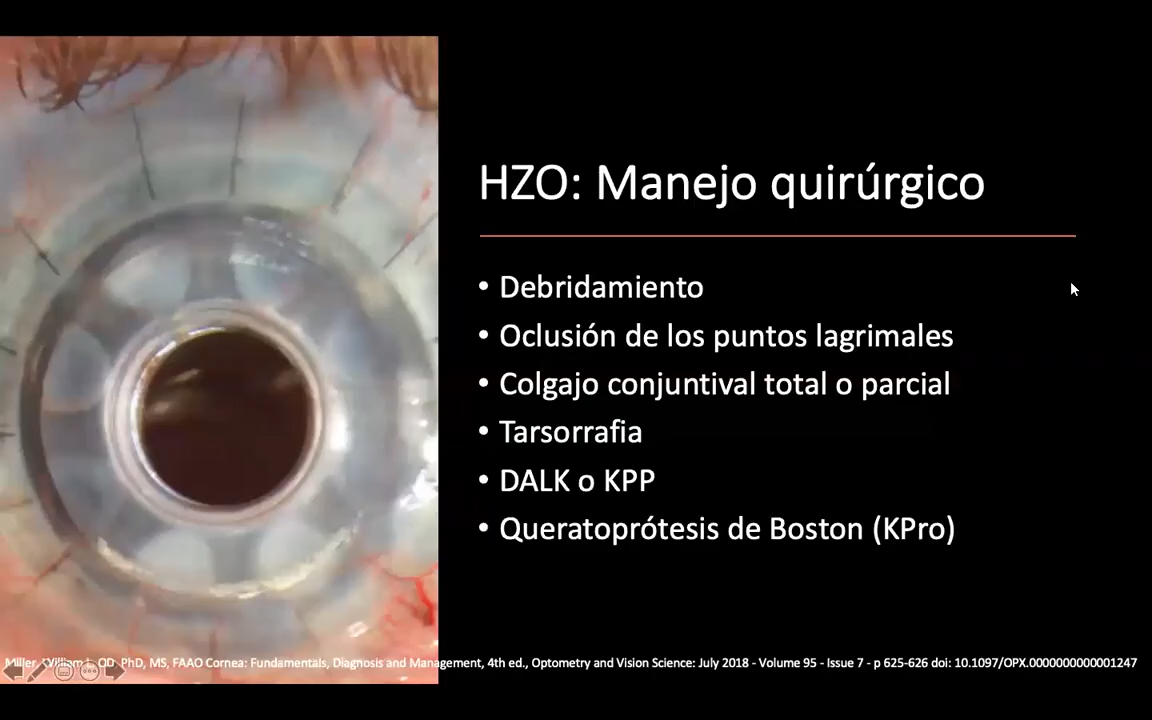 HZO: Manejo quirúrgico
• Debridamiento
• Oclusión de los puntos lagrimales
• Colgajo conjuntival total o parcial
• Tarsorrafia
• DALK o KPP
• Queratoprótesis de Boston (KPro)
Miller, William L. OD, PhD, MS, FAAO Cornea: Fundamentals, Diagnosis and Management, 4th ed., Optometry and Vision Science: July 2018 - Volume 95 - Issue 7 - p 625-626 doi: 10.1097/OPX.0000000000001247